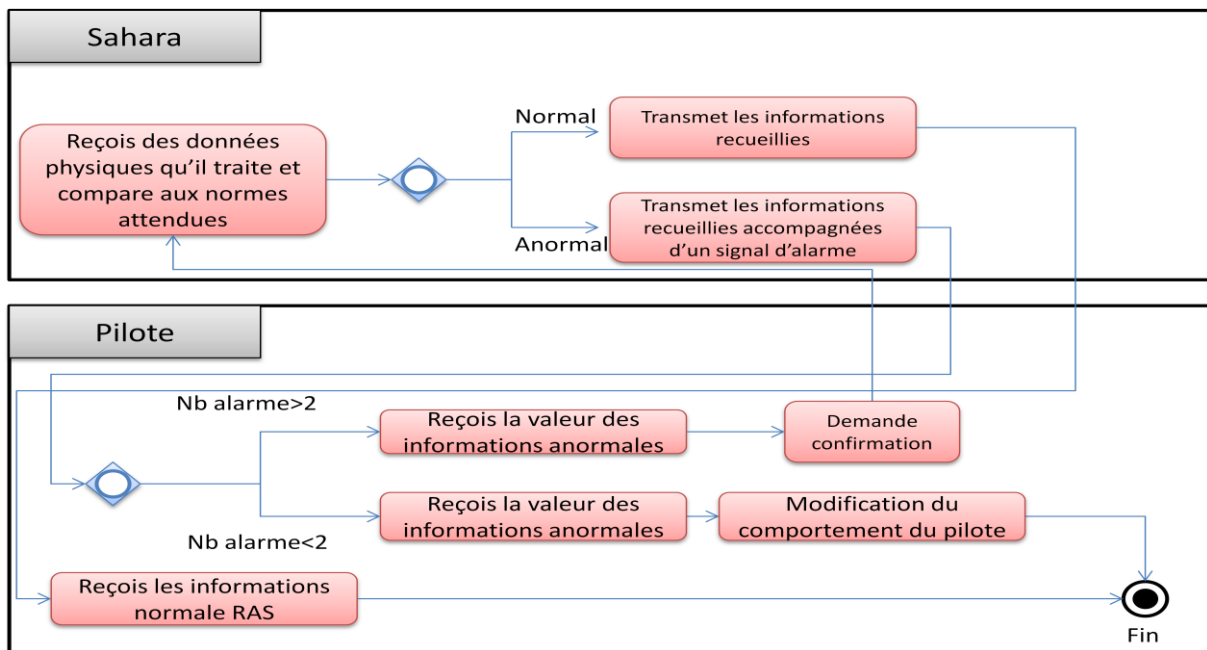 Sahara
Reçois des données
physiques qu'il traite et
compare aux normes
attendues
Normal
Transmet les informations
recueillies
Anormal
Transmet les informations
recueillies accompagnées
d'un signal d'alarme
Pilote
Nb alarme>2
Reçois la valeur des
informations anormales
Demande
confirmation
Nb alarme<2
Reçois la valeur des
informations anormales
Modification du
comportement du pilote
Reçois les informations
normale RAS
Fin